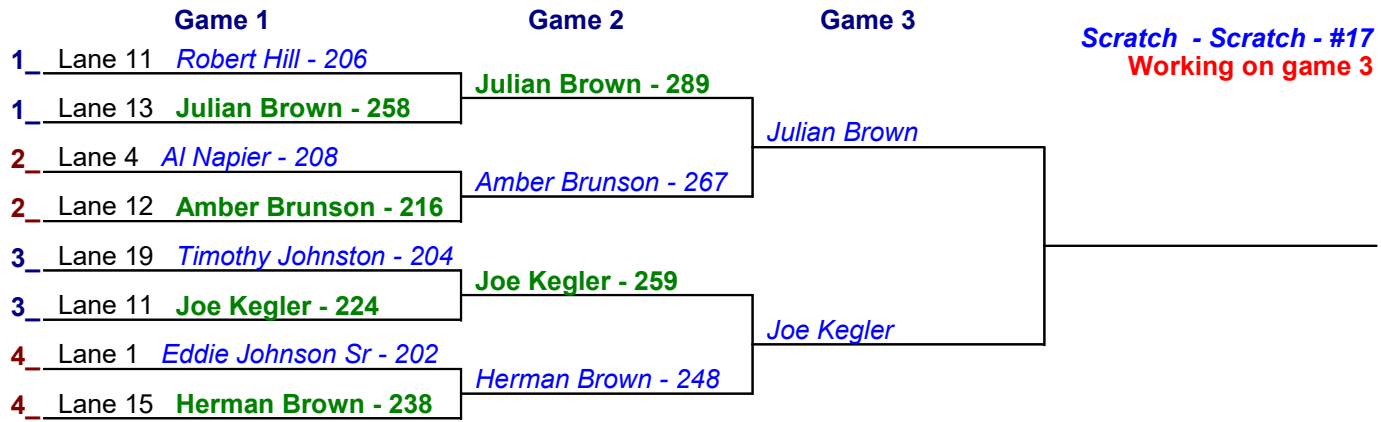 Game 1 Game 2 Game 3
Scratch - Scratch - #17
Working on game 3
1_ Lane 11 Robert Hill - 206
Julian Brown - 289
1_ Lane 13 Julian Brown - 258
Julian Brown
2_ Lane 4 Al Napier - 208
Amber Brunson - 267
2_ Lane 12 Amber Brunson - 216
3_ Lane 19 Timothy Johnston - 204
Joe Kegler - 259
3_ Lane 11 Joe Kegler - 224
Joe Kegler
4_ Lane 1 Eddie Johnson Sr - 202
Herman Brown - 248
4_ Lane 15 Herman Brown - 238